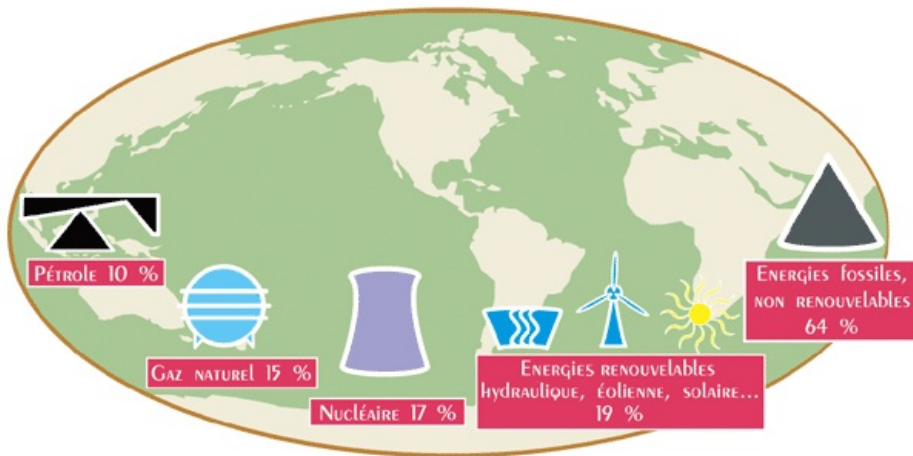 Pétrole 10 %
Gaz naturel 15 %
Nucléaire 17 %
Energies renouvelables
hydraulique, éolienne, solaire...
19 %
Energies fossiles,
non renouvelables
64 %